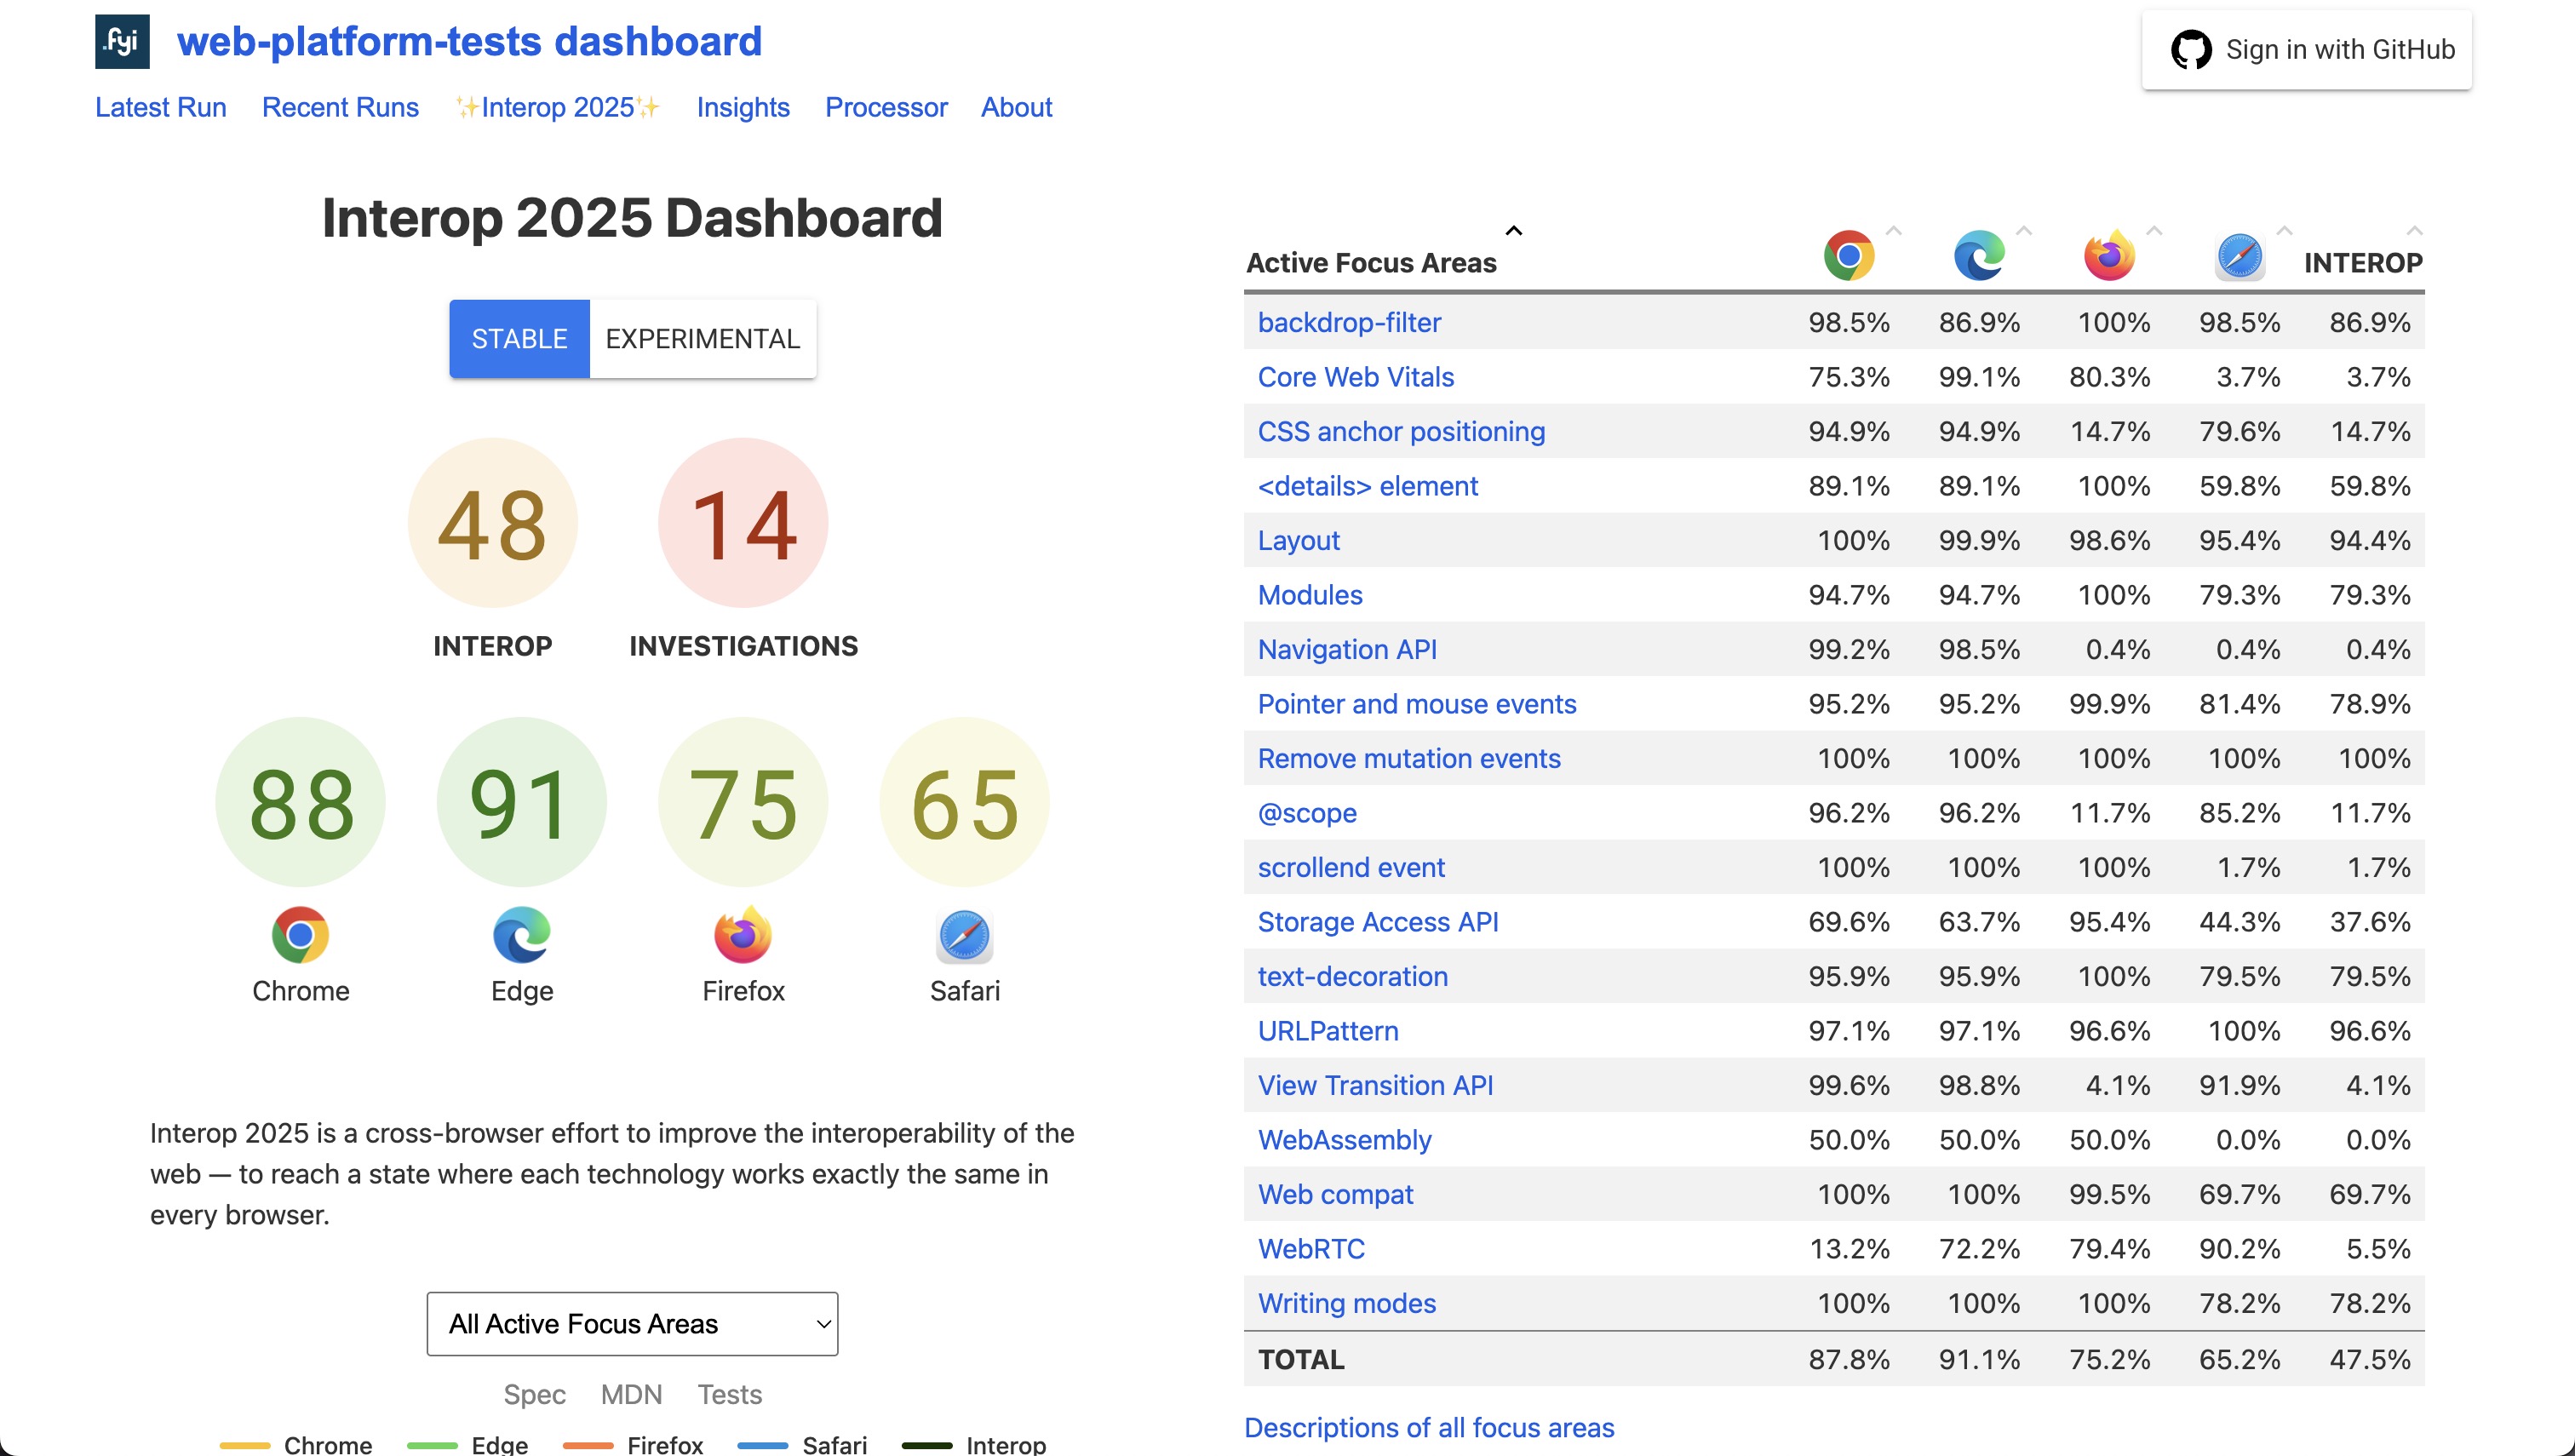 .fyi
web-platform-tests dashboard
Sign in with GitHub
Latest Run Recent Runs ✨Interop 2025✨ Insights Processor About
Interop 2025 Dashboard
STABLE EXPERIMENTAL
48 14
INTEROP INVESTIGATIONS
88 91 75 65
Chrome Edge Firefox Safari
Interop 2025 is a cross-browser effort to improve the interoperability of the
web — to reach a state where each technology works exactly the same in
every browser.
All Active Focus Areas
Spec MDN Tests
Chrome Edge Firefox Safari Interop
Active Focus Areas INTEROP
backdrop-filter 98.5% 86.9% 100% 98.5% 86.9%
Core Web Vitals 75.3% 99.1% 80.3% 3.7% 3.7%
CSS anchor positioning 94.9% 94.9% 14.7% 79.6% 14.7%
<details> element 89.1% 89.1% 100% 59.8% 59.8%
Layout 100% 99.9% 98.6% 95.4% 94.4%
Modules 94.7% 94.7% 100% 79.3% 79.3%
Navigation API 99.2% 98.5% 0.4% 0.4% 0.4%
Pointer and mouse events 95.2% 95.2% 99.9% 81.4% 78.9%
Remove mutation events 100% 100% 100% 100% 100%
@scope 96.2% 96.2% 11.7% 85.2% 11.7%
scrollend event 100% 100% 100% 1.7% 1.7%
Storage Access API 69.6% 63.7% 95.4% 44.3% 37.6%
text-decoration 95.9% 95.9% 100% 79.5% 79.5%
URLPattern 97.1% 97.1% 96.6% 100% 96.6%
View Transition API 99.6% 98.8% 4.1% 91.9% 4.1%
WebAssembly 50.0% 50.0% 50.0% 0.0% 0.0%
Web compat 100% 100% 99.5% 69.7% 69.7%
WebRTC 13.2% 72.2% 79.4% 90.2% 5.5%
Writing modes 100% 100% 100% 78.2% 78.2%
TOTAL 87.8% 91.1% 75.2% 65.2% 47.5%
Descriptions of all focus areas